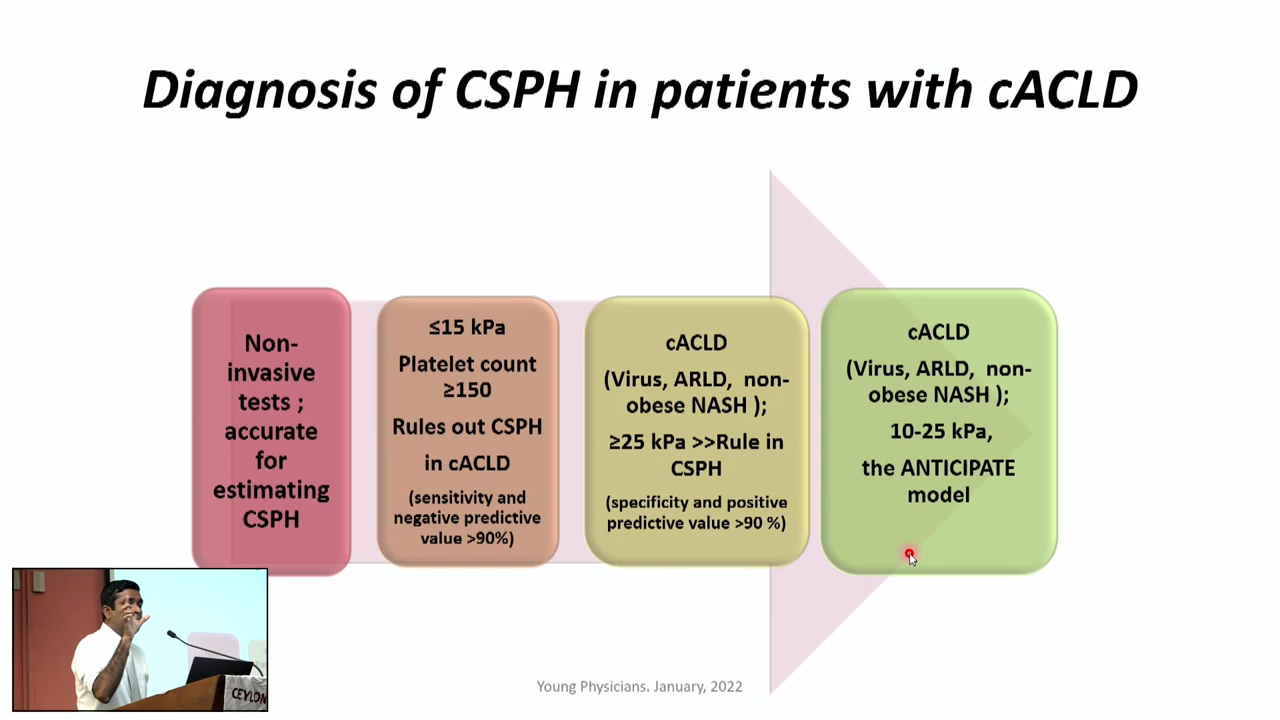 Diagnosis of CSPH in patients with cACLD
Non-
invasive
tests ;
accurate
for
estimating
CSPH
≤15 kPa
Platelet count
≥150
Rules out CSPH
in cACLD
(sensitivity and
negative predictive
value >90%)
cACLD
(Virus, ARLD, non-
obese NASH );
≥25 kPa >>Rule in
CSPH
(specificity and positive
predictive value >90 %)
cACLD
(Virus, ARLD, non-
obese NASH );
10-25 kPa,
the ANTICIPATE
model
CEYLON
Young Physicians. January, 2022